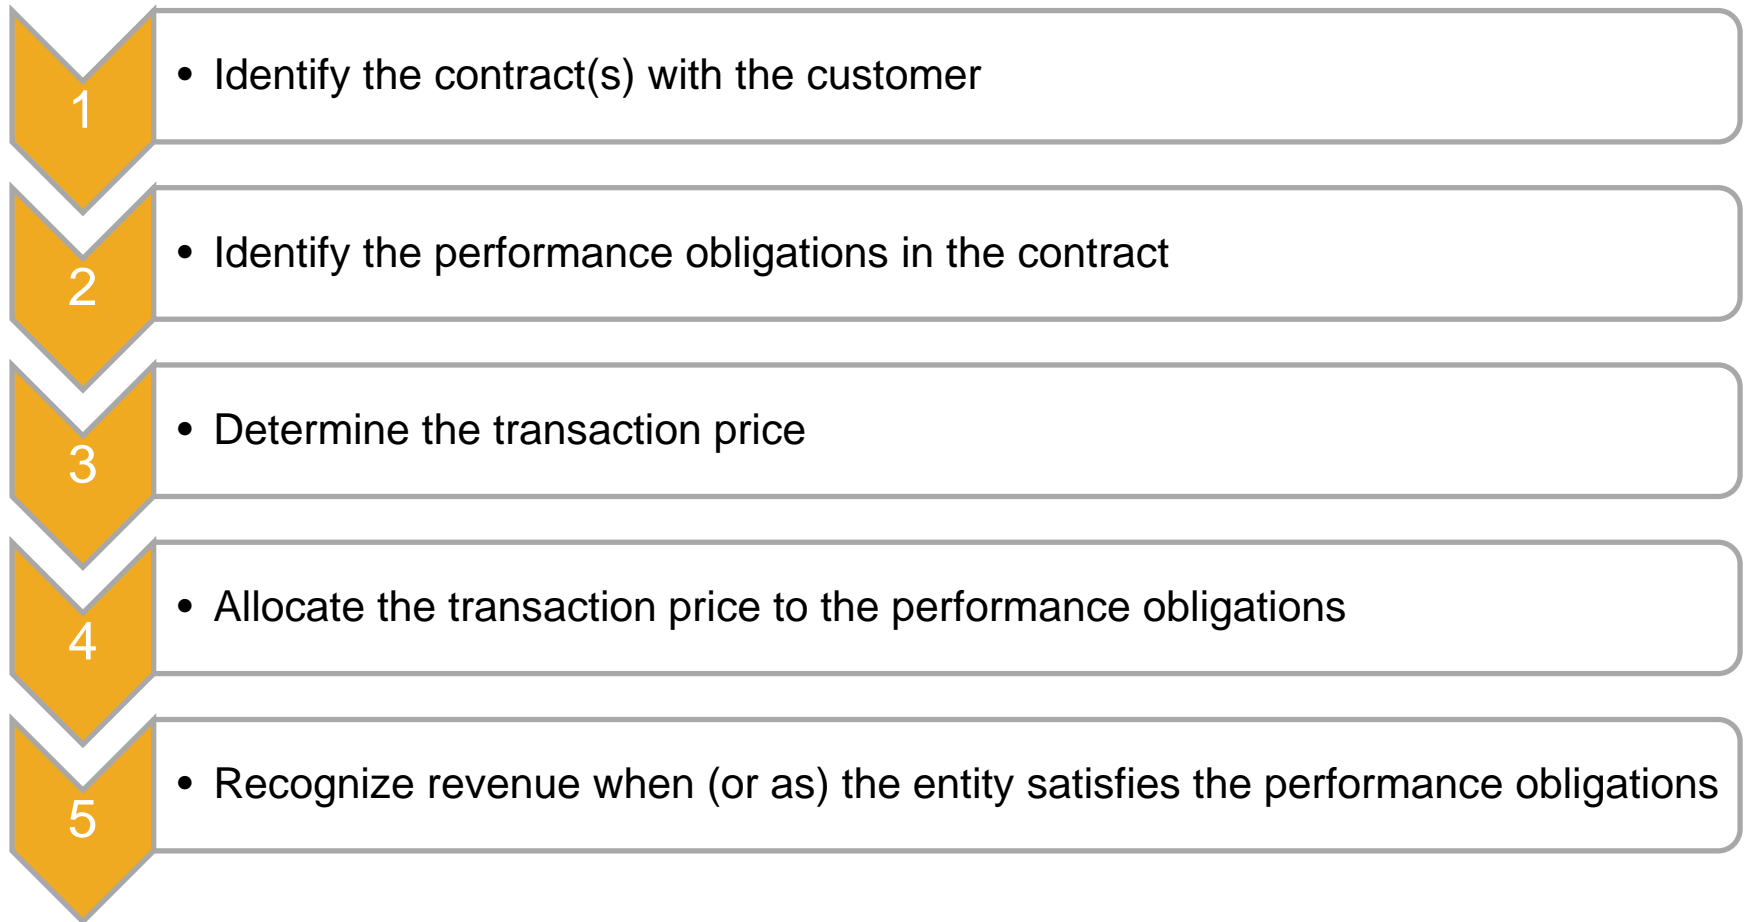 1
• Identify the contract(s) with the customer
2
• Identify the performance obligations in the contract
3
• Determine the transaction price
4
• Allocate the transaction price to the performance obligations
5
• Recognize revenue when (or as) the entity satisfies the performance obligations